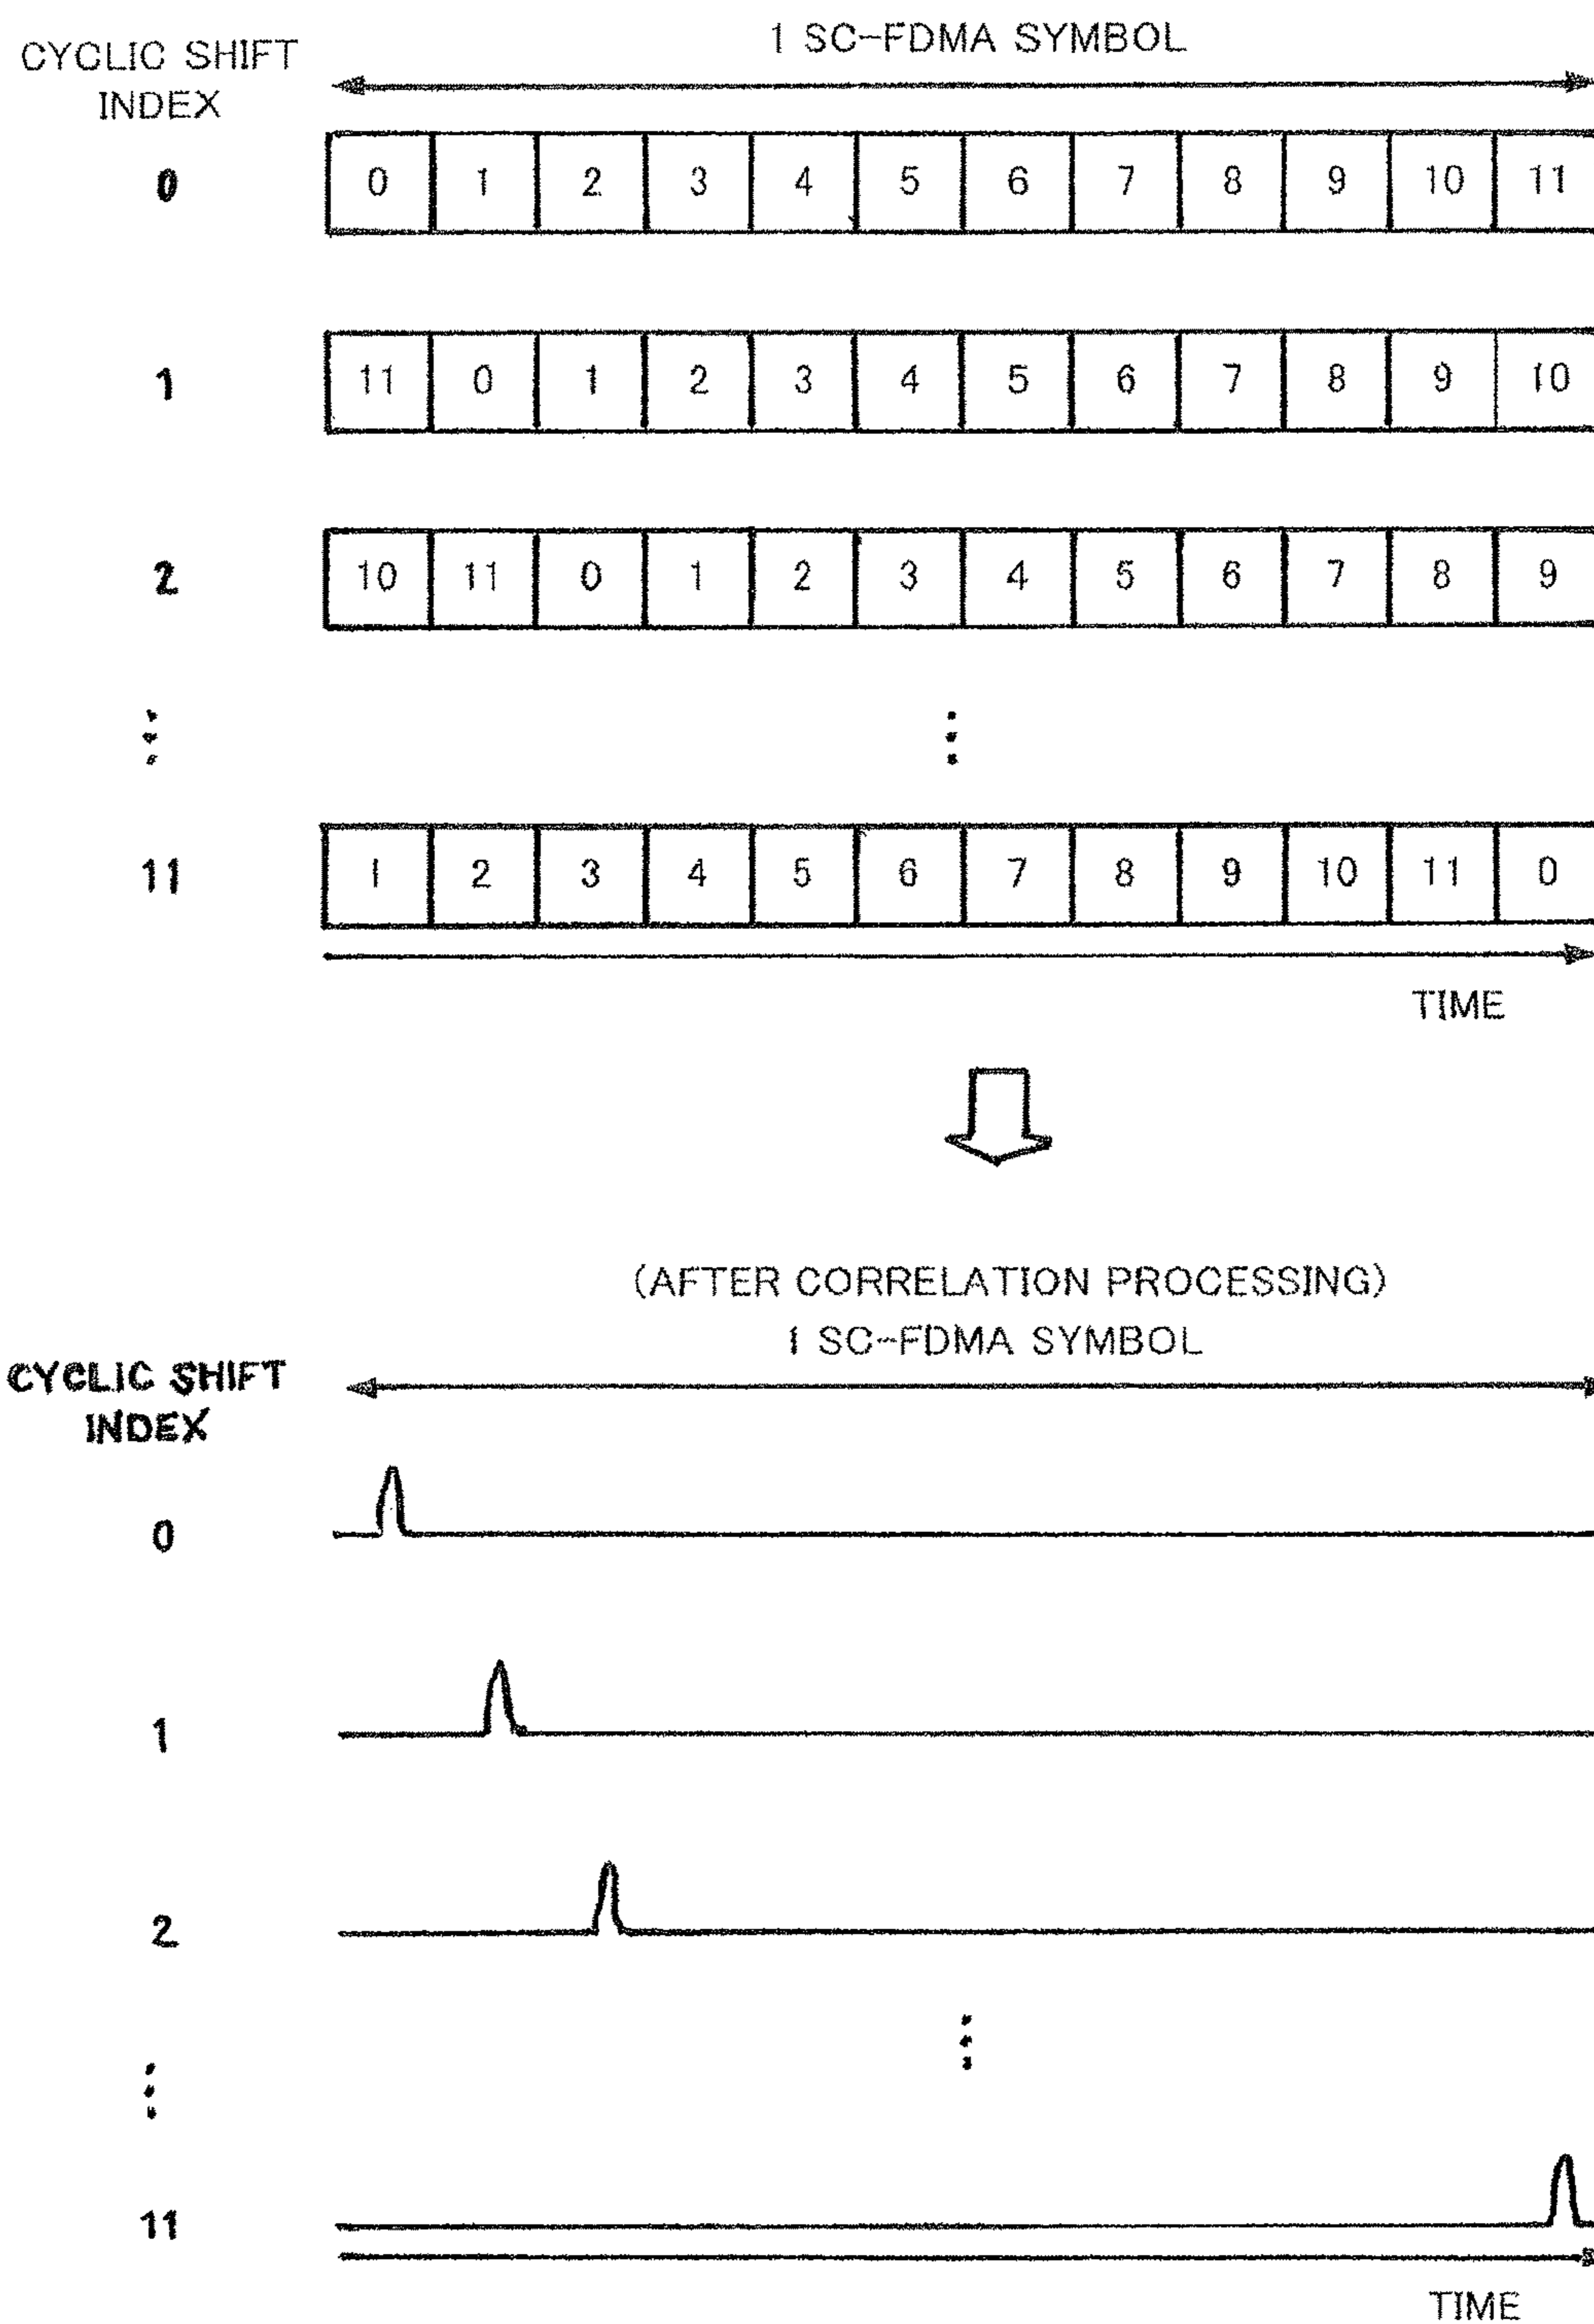 CYCLIC SHIFT
INDEX
1 SC-FDMA SYMBOL
0 0 1 2 3 4 5 6 7 8 9 10 11
1 11 0 1 2 3 4 5 6 7 8 9 10
2 10 11 0 1 2 3 4 5 6 7 8 9
11 1 2 3 4 5 6 7 8 9 10 11 0
TIME
(AFTER CORRELATION PROCESSING)
1 SC-FDMA SYMBOL
CYCLIC SHIFT
INDEX
0
1
2
11
TIME